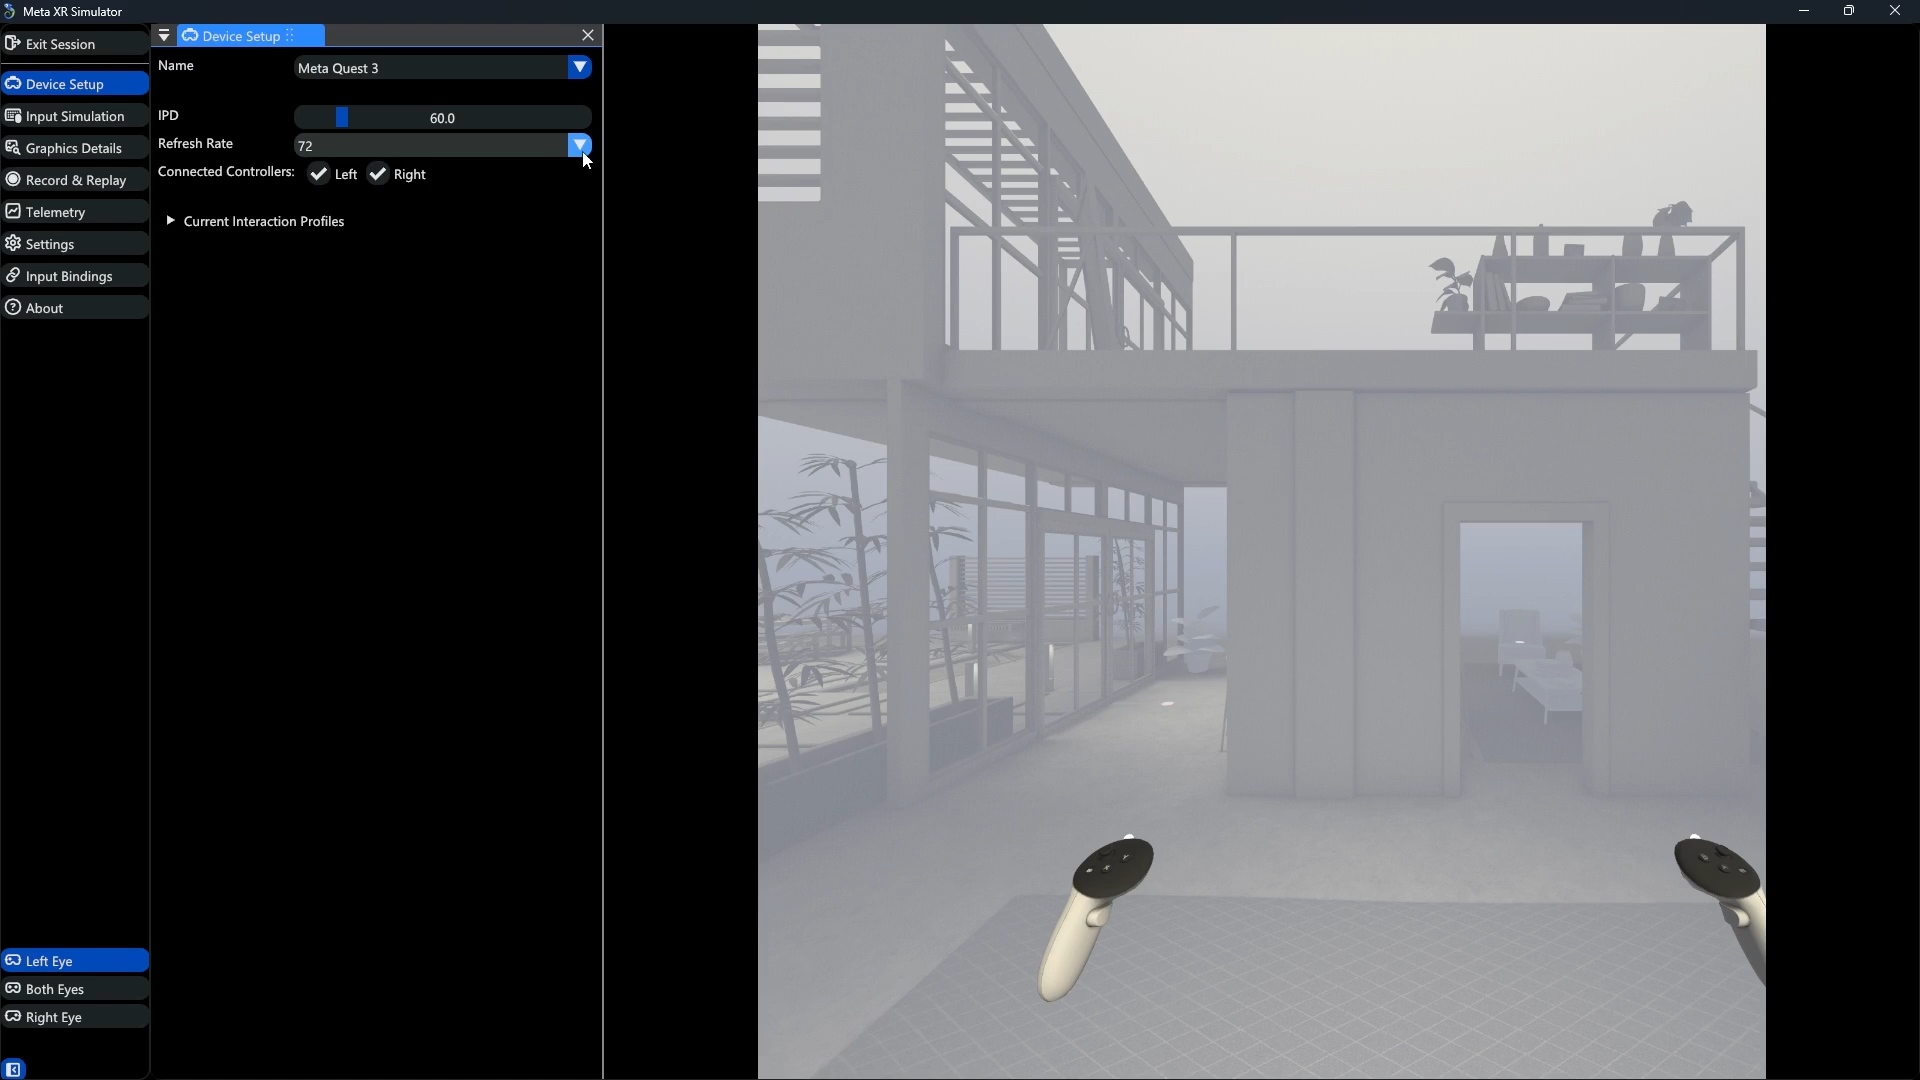 Meta XR Simulator
Exit Session
Device Setup
Input Simulation
Graphics Details
Record & Replay
Telemetry
Settings
Input Bindings
About
Left Eye
Both Eyes
Right Eye
Device Setup
Name
Meta Quest 3
IPD
60.0
Refresh Rate
72
Connected Controllers: Left Right
Current Interaction Profiles